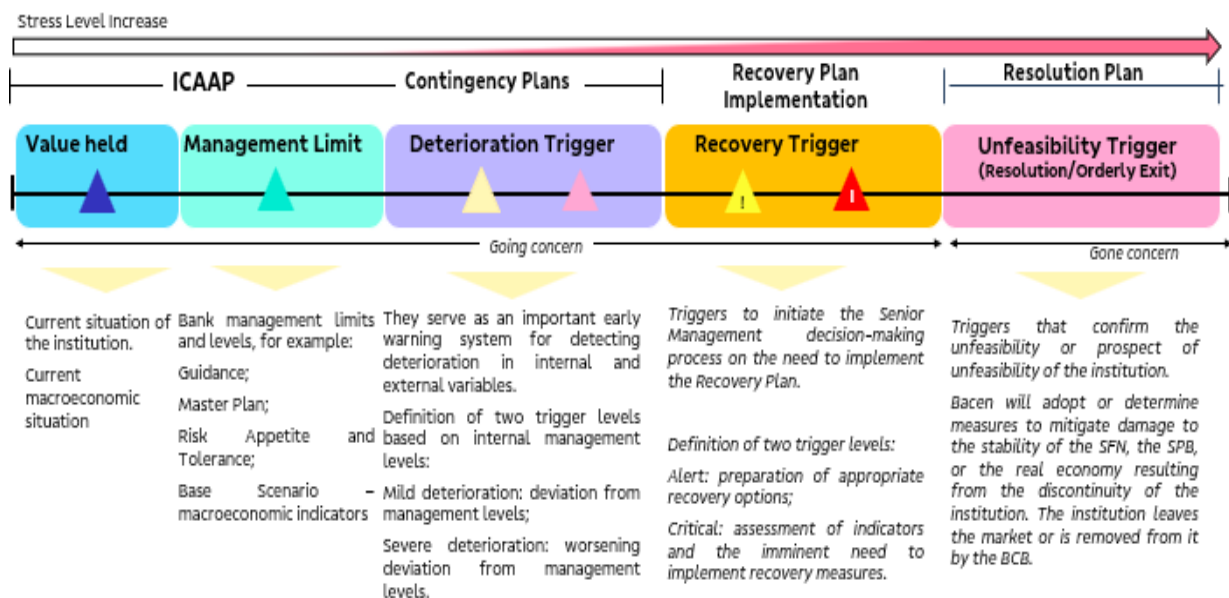 Stress Level Increase
ICAAP
Contingency Plans
Recovery Plan
Implementation
Resolution Plan
Value held
Management Limit
Deterioration Trigger
Recovery Trigger
Unfeasibility Trigger
(Resolution/Orderly Exit)
!
!
Going concern
Gone concern
Current situation of
the institution.
Current
macroeconomic
situation
Bank management limits
and levels, for example:
Guidance;
Master Plan;
Risk Appetite and
Tolerance;
Base Scenario –
macroeconomic indicators
They serve as an important early
warning system for detecting
deterioration in internal and
external variables.
Definition of two trigger levels
based on internal management
levels:
Mild deterioration: deviation from
management levels;
Severe deterioration: worsening
deviation from management
levels.
Triggers to initiate the Senior
Management decision-making
process on the need to implement
the Recovery Plan.
Definition of two trigger levels:
Alert: preparation of appropriate
recovery options;
Critical: assessment of indicators
and the imminent need to
implement recovery measures.
Triggers that confirm the
unfeasibility or prospect of
unfeasibility of the institution.
Bacen will adopt or determine
measures to mitigate damage to
the stability of the SFN, the SPB,
or the real economy resulting
from the discontinuity of the
institution. The institution leaves
the market or is removed from it
by the BCB.